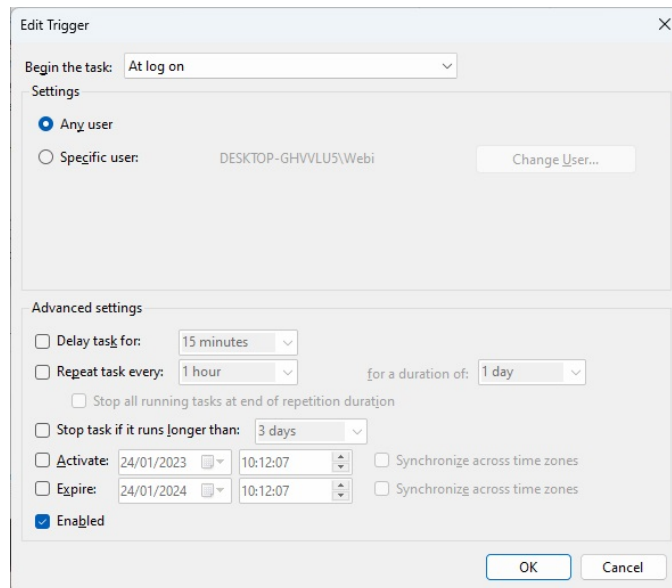 Edit Trigger
Begin the task: At log on
Settings
Any user
Specific user: DESKTOP-GHVVLU5\Webi Change User...
Advanced settings
Delay task for: 15 minutes
Repeat task every: 1 hour for a duration of: 1 day
Stop all running tasks at end of repetition duration
Stop task if it runs longer than: 3 days
Activate: 24/01/2023 10:12:07 Synchronize across time zones
Expire: 24/01/2024 10:12:07 Synchronize across time zones
Enabled
OK Cancel